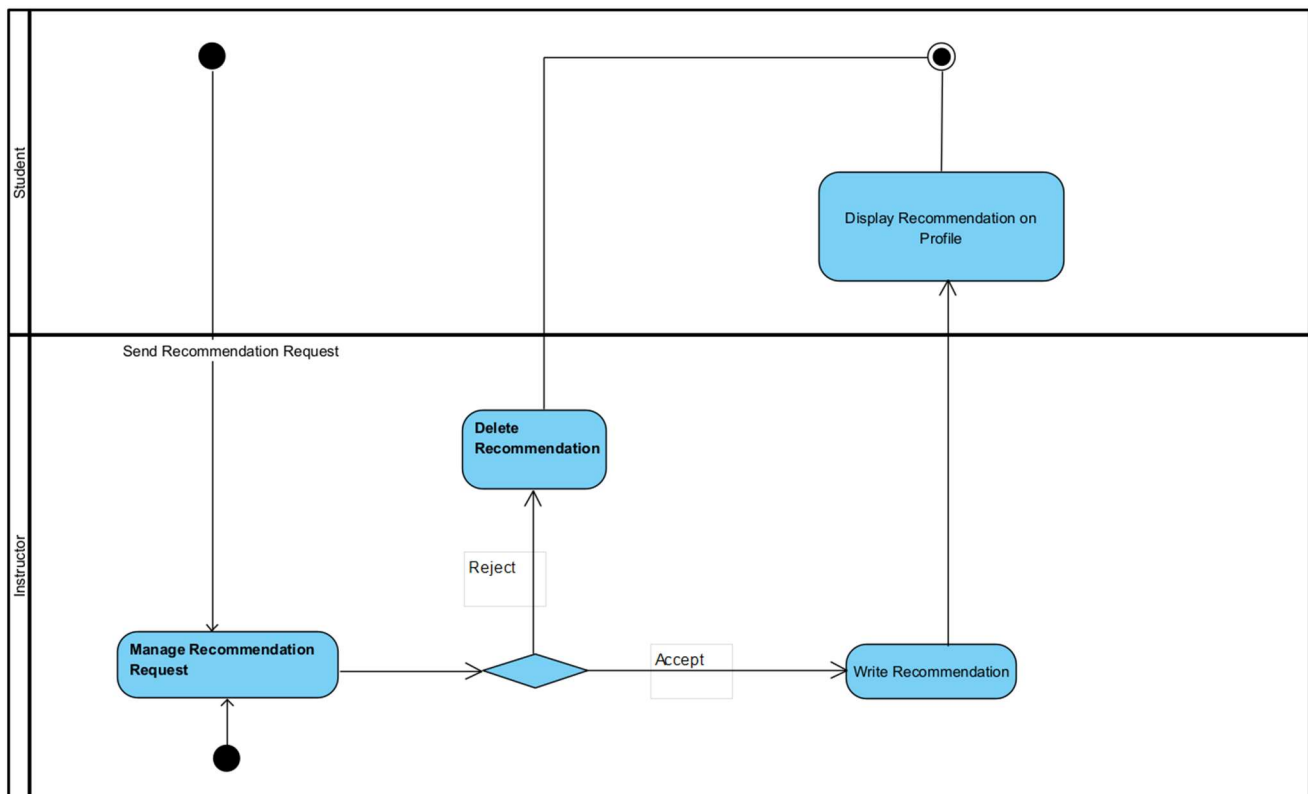 Student
Display Recommendation on
Profile
Send Recommendation Request
Instructor
Delete
Recommendation
Reject
Manage Recommendation
Request
Accept
Write Recommendation